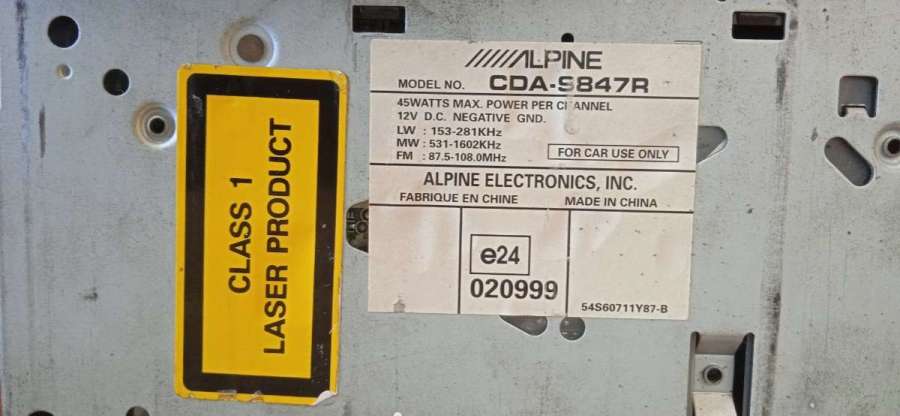 CLASS 1
LASER PRODUCT
ALPINE
MODEL NO. CDA-9847R
45WATTS MAX. POWER PER CHANNEL
12V D.C. NEGATIVE GND.
LW : 153-281KHz
MW : 531-1602KHz
FM : 87.5-108.0MHz
FOR CAR USE ONLY
ALPINE ELECTRONICS, INC.
FABRIQUE EN CHINE MADE IN CHINA
e24
020999
54S60711Y87-B